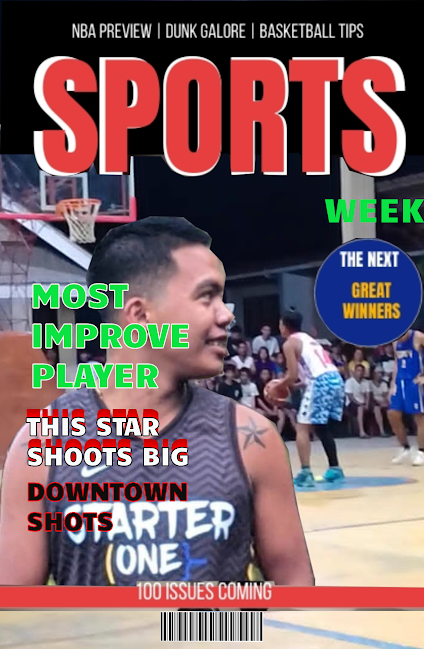 NBA PREVIEW | DUNK GALORE | BASKETBALL TIPS
SPORTS
WEEK
THE NEXT
GREAT
WINNERS
MOST
IMPROVE
PLAYER
THIS STAR
SHOOTS BIG
DOWNTOWN
SHOTS
STARTER
(ONE)
100 ISSUES COMING